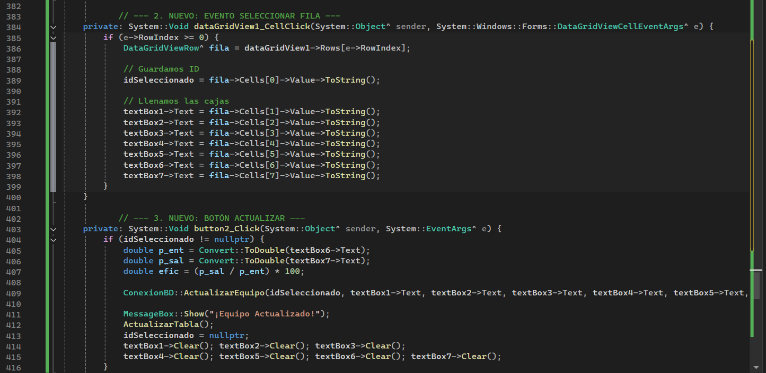 382
383 // --- 2. NUEVO: EVENTO SELECCIONAR FILA ---
384 private: System::Void dataGridView1_CellClick(System::Object^ sender, System::Windows::Forms::DataGridViewCellEventArgs^ e) {
385 if (e->RowIndex >= 0) {
386 DataGridViewRow^ fila = dataGridView1->Rows[e->RowIndex];
387
388 // Guardamos ID
389 idSeleccionado = fila->Cells[0]->Value->ToString();
390
391 // Llenamos las cajas
392 textBox1->Text = fila->Cells[1]->Value->ToString();
393 textBox2->Text = fila->Cells[2]->Value->ToString();
394 textBox3->Text = fila->Cells[3]->Value->ToString();
395 textBox4->Text = fila->Cells[4]->Value->ToString();
396 textBox5->Text = fila->Cells[5]->Value->ToString();
397 textBox6->Text = fila->Cells[6]->Value->ToString();
398 textBox7->Text = fila->Cells[7]->Value->ToString();
399 }
400 }
401
402 // --- 3. NUEVO: BOTÓN ACTUALIZAR ---
403 private: System::Void button2_Click(System::Object^ sender, System::EventArgs^ e) {
404 if (idSeleccionado != nullptr) {
405 double p_ent = Convert::ToDouble(textBox6->Text);
406 double p_sal = Convert::ToDouble(textBox7->Text);
407 double efic = (p_sal / p_ent) * 100;
408
409 ConexionBD::ActualizarEquipo(idSeleccionado, textBox1->Text, textBox2->Text, textBox3->Text, textBox4->Text, textBox5->Text,
410
411 MessageBox::Show("¡Equipo Actualizado!");
412 ActualizarTabla();
413 idSeleccionado = nullptr;
414 textBox1->Clear(); textBox2->Clear(); textBox3->Clear();
415 textBox4->Clear(); textBox5->Clear(); textBox6->Clear(); textBox7->Clear();
416 }